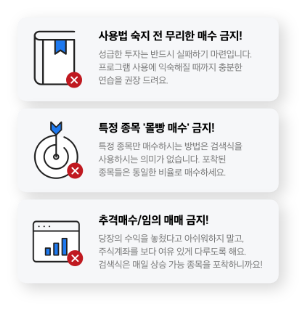 사용법 숙지 전 무리한 매수 금지!
성급한 투자는 반드시 실패하기 마련입니다.
프로그램 사용에 익숙해질 때까지 충분한
연습을 권장 드려요.
특정 종목 '몰빵 매수' 금지!
특정 종목만 매수하시는 방법은 검색식을
사용하시는 의미가 없습니다. 포착된
종목들은 동일한 비율로 매수하세요.
추격매수/임의 매매 금지!
당장의 수익을 놓쳤다고 아쉬워하지 말고,
주식계좌를 보다 여유 있게 다루도록 해요.
검색식은 매일 상승 가능 종목을 포착하니까요!